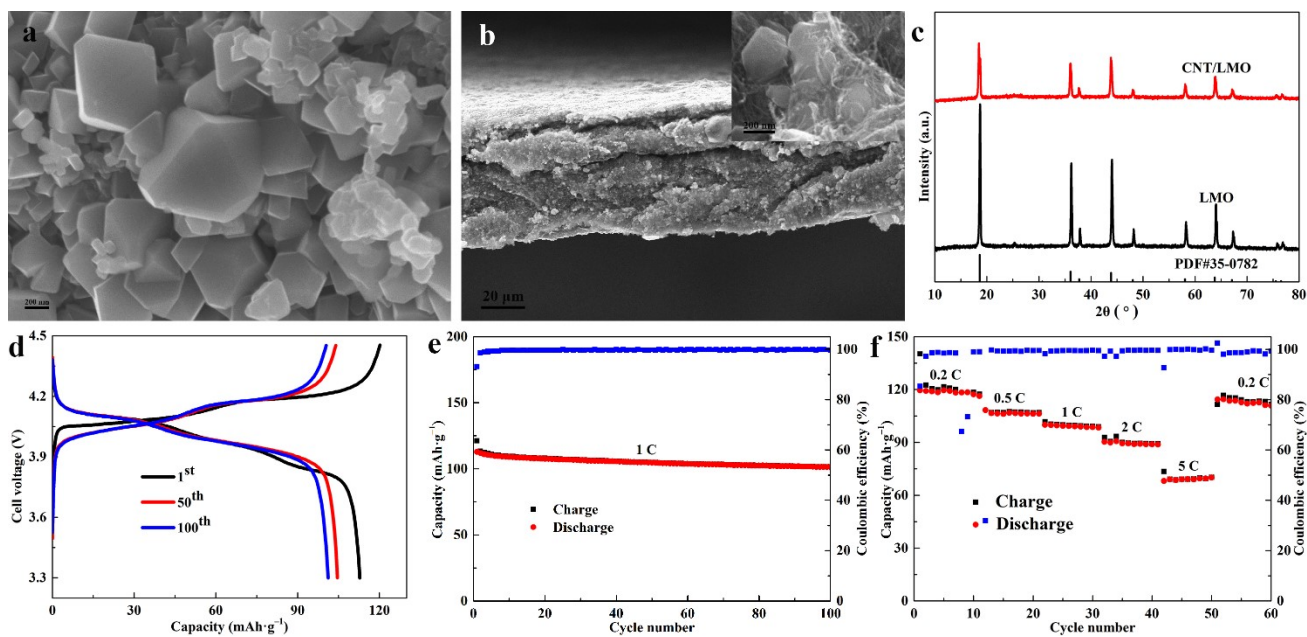 a
200 nm
b
200 nm
20 μm
c
Intensity (a.u.)
CNT/LMO
LMO
PDF#35-0782
10 20 30 40 50 60 70 80
2θ ( ° )
d
Cell voltage (V)
4.5
4.2
3.9
3.6
3.3
1st
50th
100th
0 30 60 90 120
Capacity (mAh·g⁻¹)
e
Capacity (mAh·g⁻¹)
200
150
100
50
0
1 C
Charge
Discharge
100
80
60
40
20
0
Coulombic efficiency (%)
0 20 40 60 80 100
Cycle number
f
Capacity (mAh·g⁻¹)
150
120
90
60
30
0
0.2 C
0.5 C
1 C
2 C
5 C
0.2 C
Charge
Discharge
100
80
60
40
20
0
Coulombic efficiency (%)
0 10 20 30 40 50 60
Cycle number